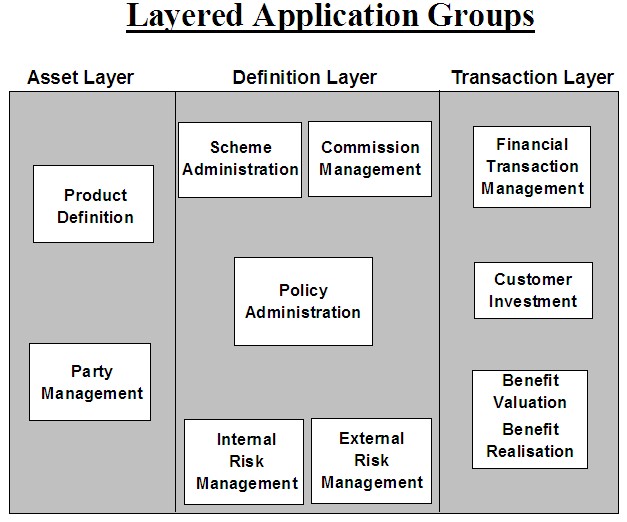 Layered Application Groups
Asset Layer
Definition Layer
Transaction Layer
Product
Definition
Party
Management
Scheme
Administration
Commission
Management
Policy
Administration
Internal
Risk
Management
External
Risk
Management
Financial
Transaction
Management
Customer
Investment
Benefit
Valuation
Benefit
Realisation